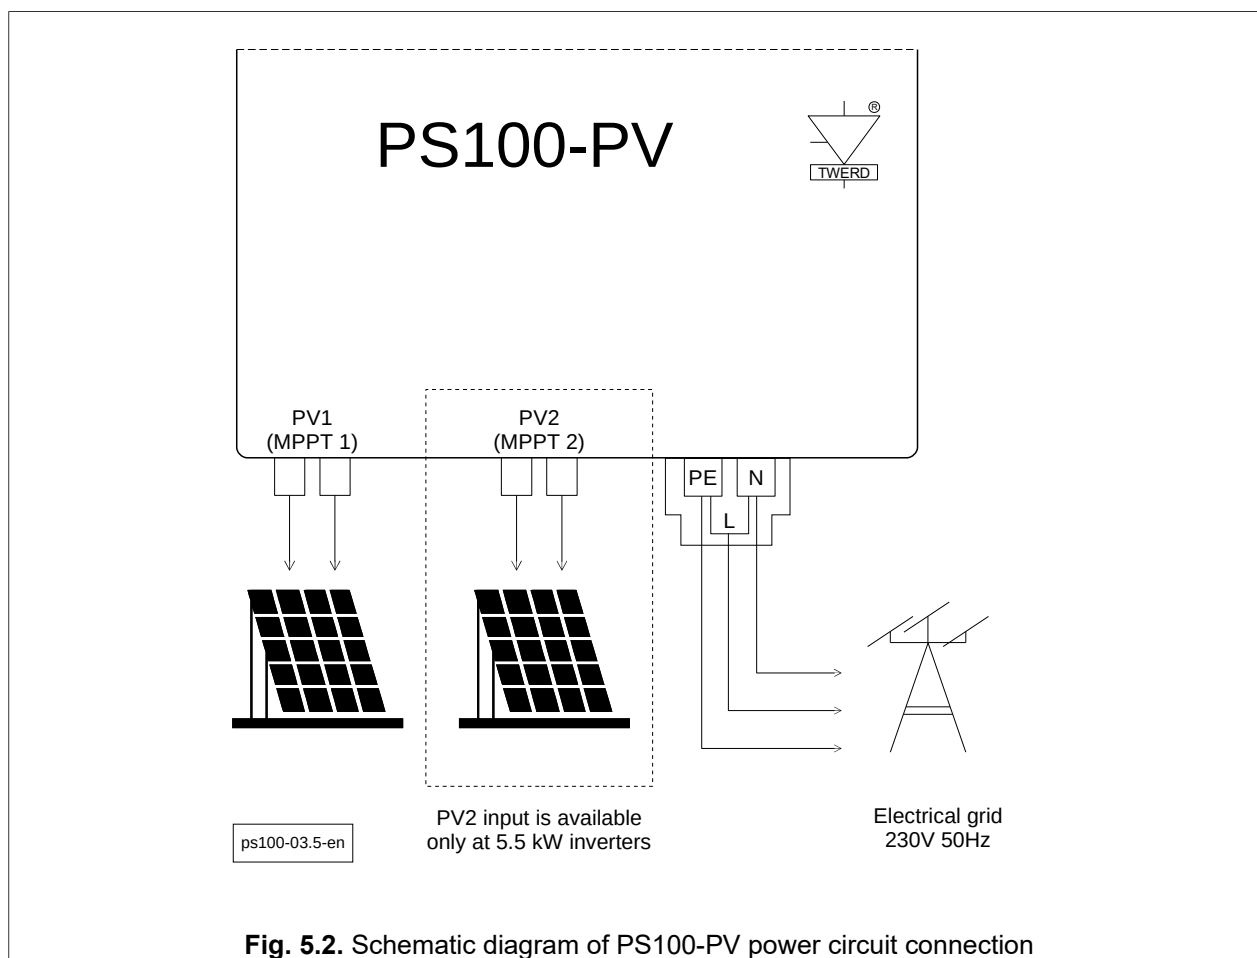 PS100-PV
®
TWERD
PV1
(MPPT 1)
PV2
(MPPT 2)
PE
N
L
PV2 input is available
only at 5.5 kW inverters
Electrical grid
230V 50Hz
ps100-03.5-en
Fig. 5.2. Schematic diagram of PS100-PV power circuit connection